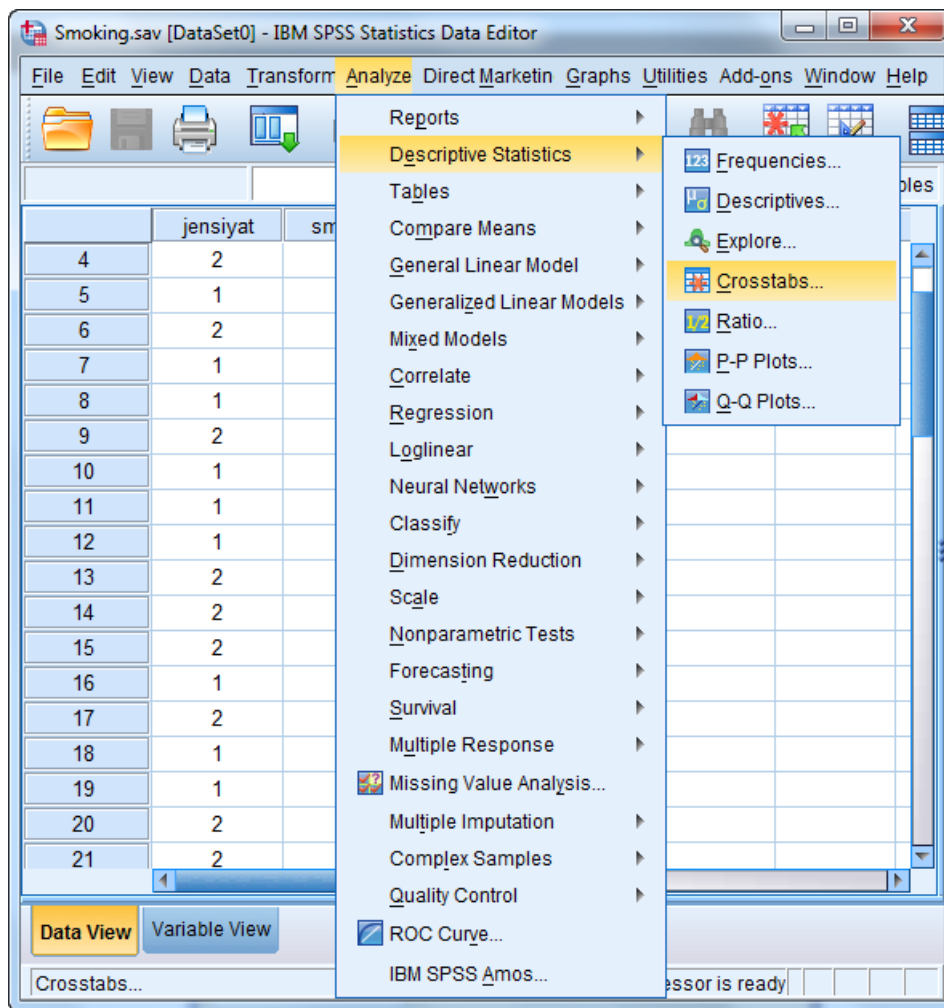 Smoking.sav [DataSet0] - IBM SPSS Statistics Data Editor
File Edit View Data Transform Analyze Direct Marketin Graphs Utilities Add-ons Window Help
Reports
Descriptive Statistics
Tables
Compare Means
General Linear Model
Generalized Linear Models
Mixed Models
Correlate
Regression
Loglinear
Neural Networks
Classify
Dimension Reduction
Scale
Nonparametric Tests
Forecasting
Survival
Multiple Response
Missing Value Analysis...
Multiple Imputation
Complex Samples
Quality Control
ROC Curve...
IBM SPSS Amos...
123 Frequencies...
Descriptives...
Explore...
Crosstabs...
1/2 Ratio...
P-P Plots...
Q-Q Plots...
bles
jensiyat sm
4 2
5 1
6 2
7 1
8 1
9 2
10 1
11 1
12 1
13 2
14 2
15 2
16 1
17 2
18 1
19 1
20 2
21 2
Data View Variable View
Crosstabs... essor is ready